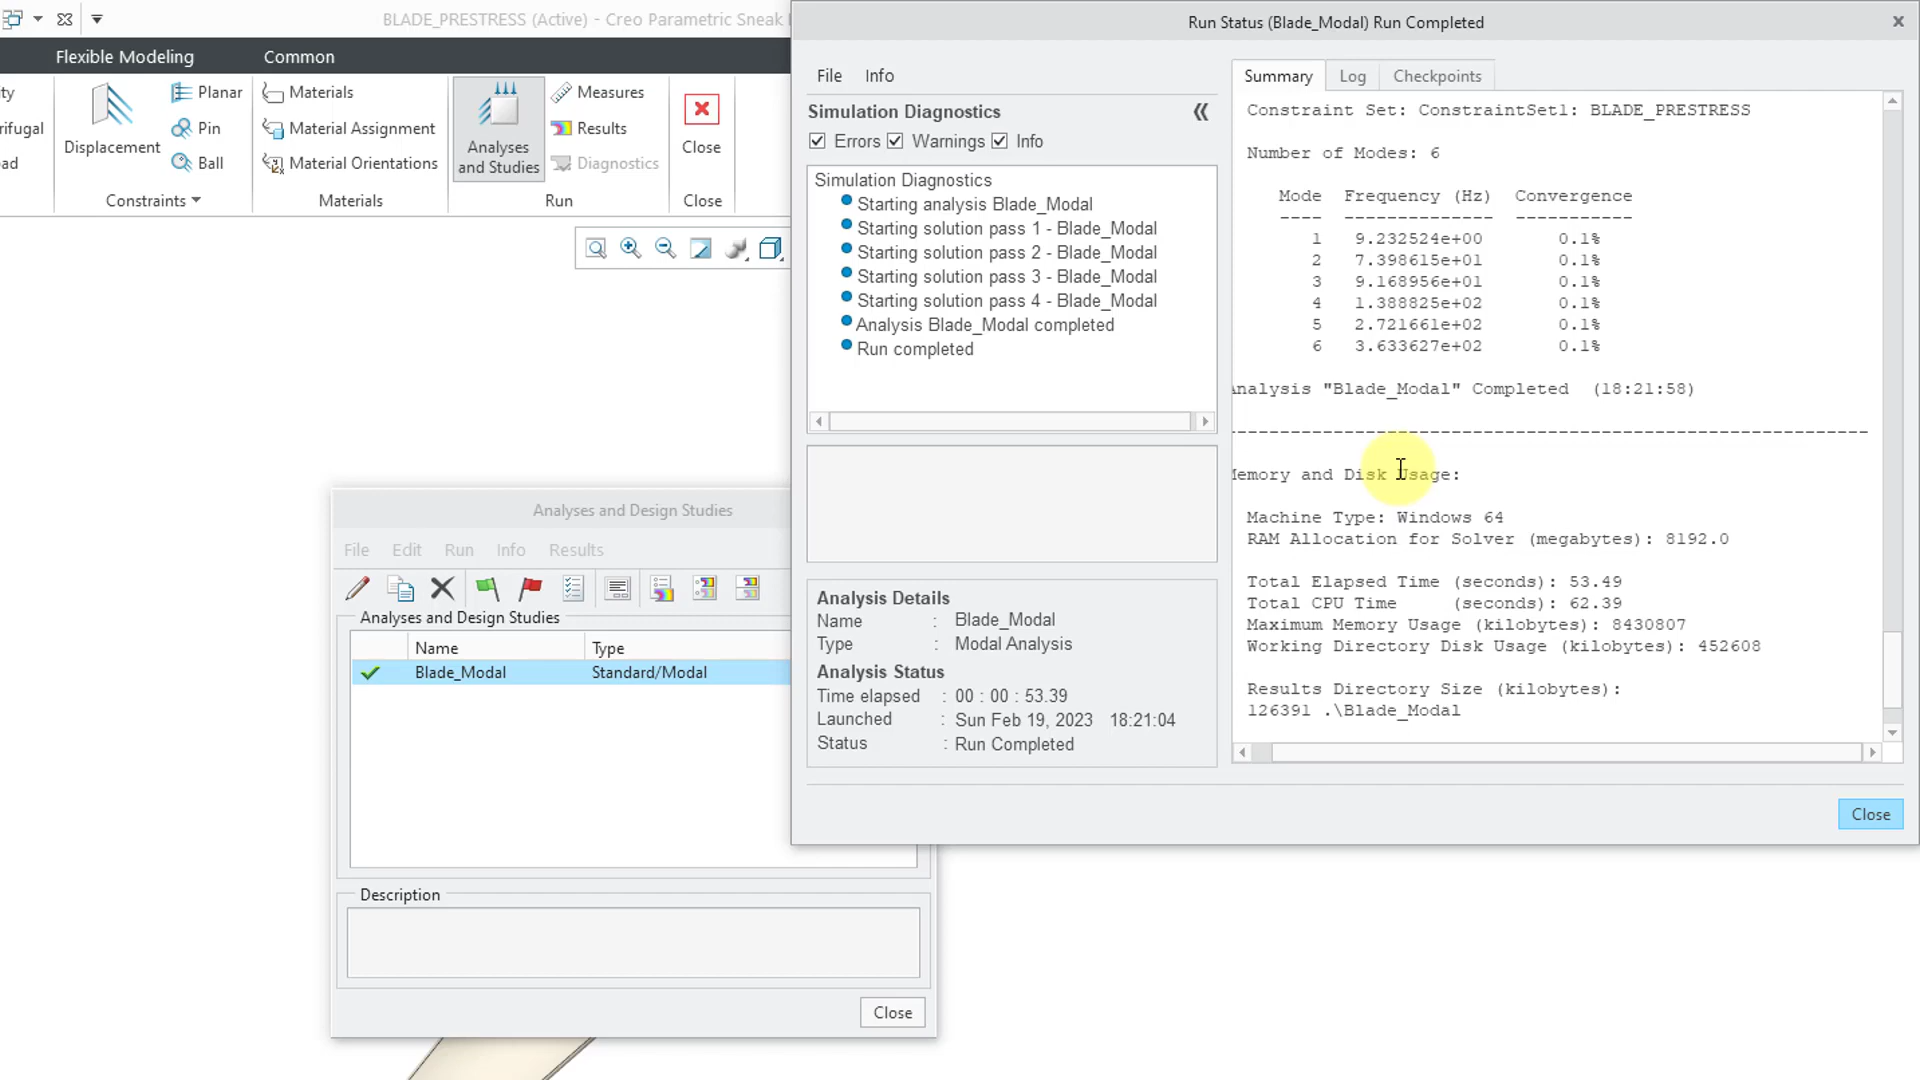 BLADE_PRESTRESS (Active) - Creo Parametric Sneak
Flexible Modeling
Common
Displacement
Planar
Pin
Ball
Constraints
Materials
Material Assignment
Material Orientations
Materials
Analyses
and Studies
Measures
Results
Diagnostics
Run
Close
Close
Run Status (Blade_Modal) Run Completed
File Info
Simulation Diagnostics
Errors Warnings Info
Simulation Diagnostics
Starting analysis Blade_Modal
Starting solution pass 1 - Blade_Modal
Starting solution pass 2 - Blade_Modal
Starting solution pass 3 - Blade_Modal
Starting solution pass 4 - Blade_Modal
Analysis Blade_Modal completed
Run completed
Analysis Details
Name : Blade_Modal
Type : Modal Analysis
Analysis Status
Time elapsed : 00 : 00 : 53.39
Launched : Sun Feb 19, 2023 18:21:04
Status : Run Completed
Summary Log Checkpoints
Constraint Set: ConstraintSet1: BLADE_PRESTRESS
Number of Modes: 6
Mode Frequency (Hz) Convergence
---- -------------- -----------
1 9.232524e+00 0.1%
2 7.398615e+01 0.1%
3 9.168956e+01 0.1%
4 1.388825e+02 0.1%
5 2.721661e+02 0.1%
6 3.633627e+02 0.1%
Analysis "Blade_Modal" Completed (18:21:58)
Memory and Disk Usage:
Machine Type: Windows 64
RAM Allocation for Solver (megabytes): 8192.0
Total Elapsed Time (seconds): 53.49
Total CPU Time (seconds): 62.39
Maximum Memory Usage (kilobytes): 8430807
Working Directory Disk Usage (kilobytes): 452608
Results Directory Size (kilobytes):
126391 .\Blade_Modal
Close
Analyses and Design Studies
File Edit Run Info Results
Analyses and Design Studies
Name Type
Blade_Modal Standard/Modal
Description
Close